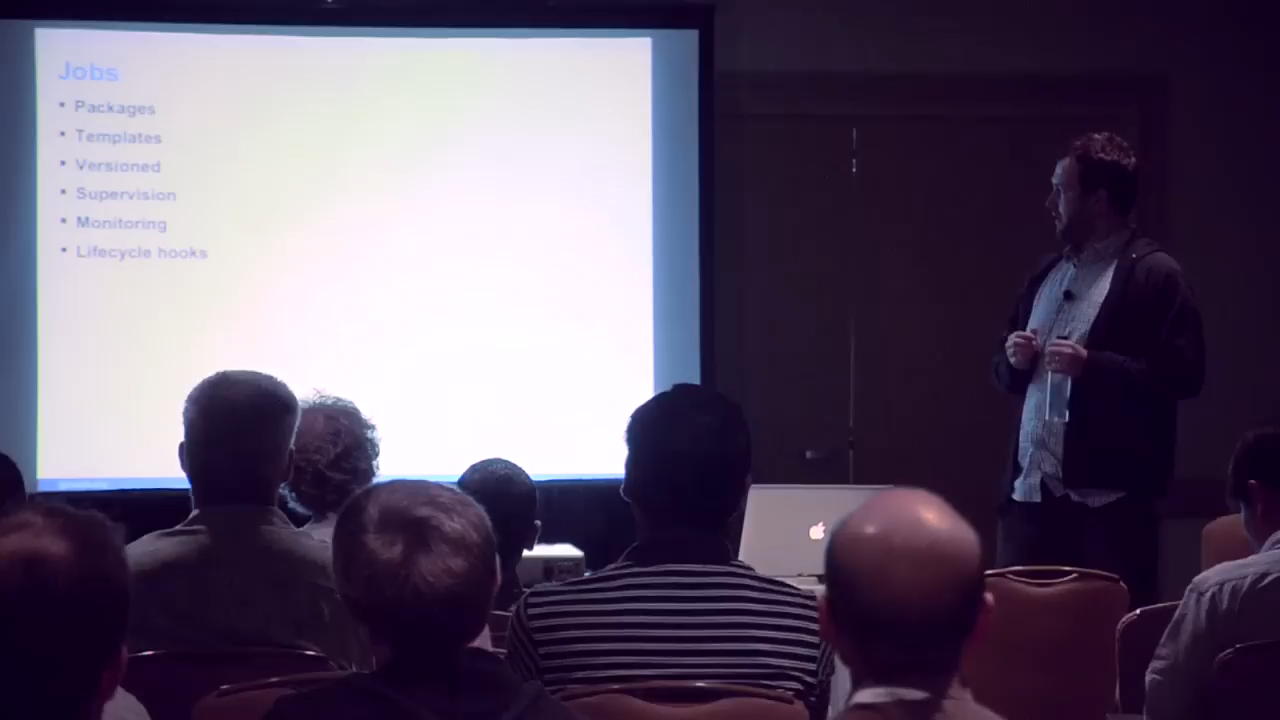 Jobs
▪ Packages
▪ Templates
▪ Versioned
▪ Supervision
▪ Monitoring
▪ Lifecycle hooks